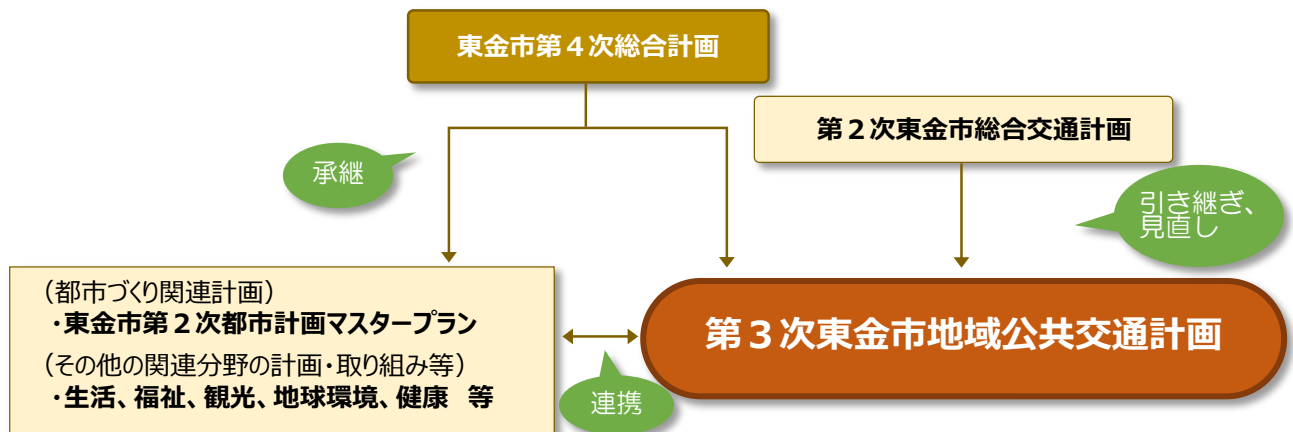 東金市第４次総合計画
第２次東金市総合交通計画
承継
引き継ぎ、
見直し
（都市づくり関連計画）
・東金市第２次都市計画マスタープラン
（その他の関連分野の計画・取り組み等）
・生活、福祉、観光、地球環境、健康　等
第３次東金市地域公共交通計画
連携